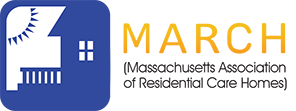 MARCH
(Massachusetts Association
of Residential Care Homes)